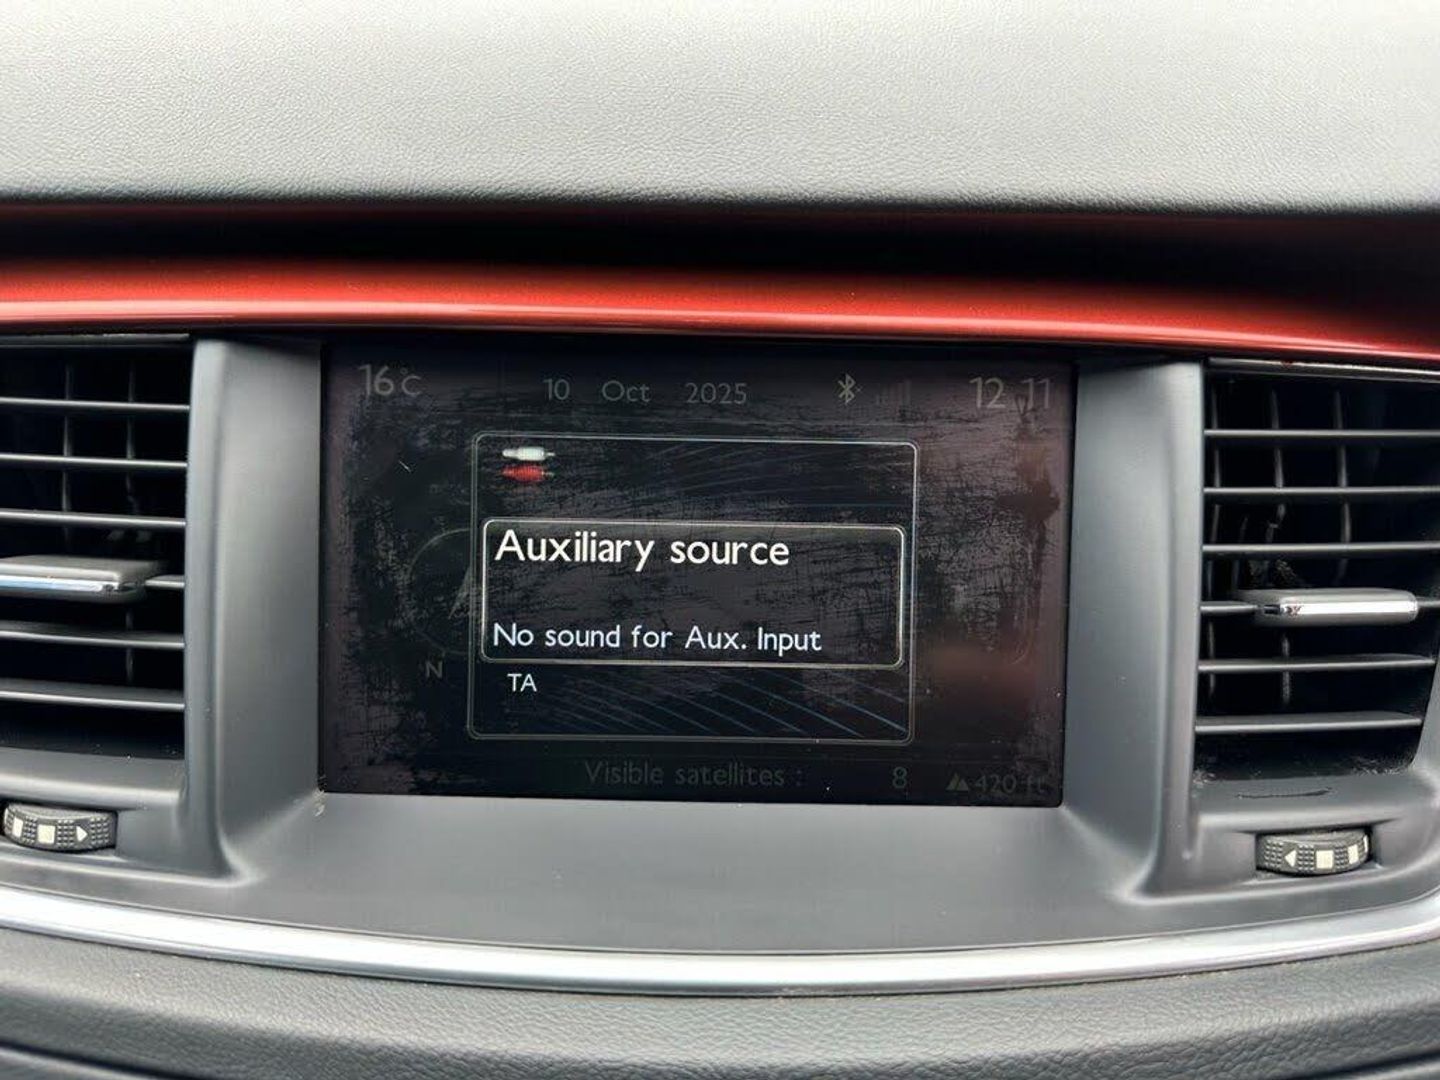 16°C 10 Oct 2025 12 11
Auxiliary source
No sound for Aux. Input
TA
N
Visible satellites : 8 420 ft